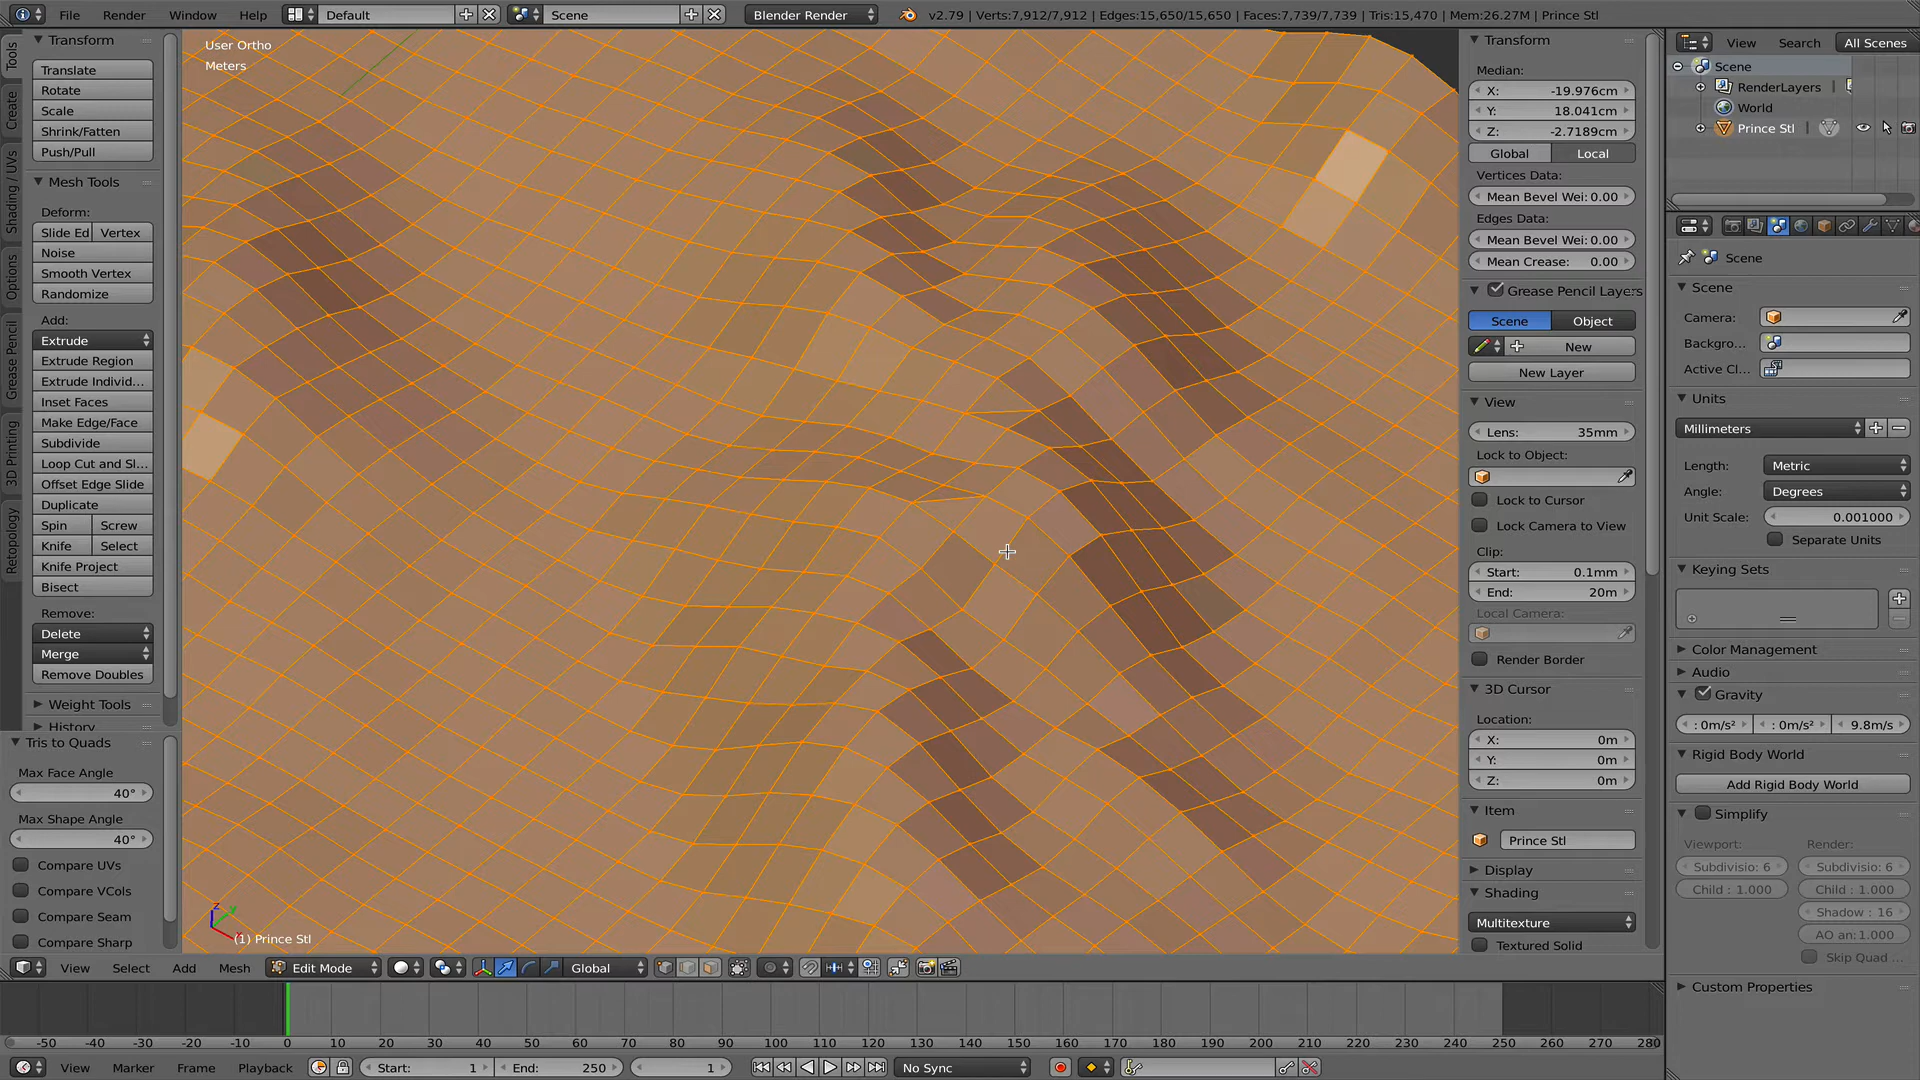 File Render Window Help Default Scene Blender Render v2.79 | Verts:7,912/7,912 | Edges:15,650/15,650 | Faces:7,739/7,739 | Tris:15,470 | Mem:26.27M | Prince Stl
Tools
Create
Shading / UVs
Options
Grease Pencil
3D Printing
Retopology
Transform
Translate
Rotate
Scale
Shrink/Fatten
Push/Pull
Mesh Tools
Deform:
Slide Ed Vertex
Noise
Smooth Vertex
Randomize
Add:
Extrude
Extrude Region
Extrude Individ...
Inset Faces
Make Edge/Face
Subdivide
Loop Cut and Sl...
Offset Edge Slide
Duplicate
Spin Screw
Knife Select
Knife Project
Bisect
Remove:
Delete
Merge
Remove Doubles
Weight Tools
History
Tris to Quads
Max Face Angle
40°
Max Shape Angle
40°
Compare UVs
Compare VCols
Compare Seam
Compare Sharp
User Ortho
Meters
z
y
(1) Prince Stl
Transform
Median:
X: -19.976cm
Y: 18.041cm
Z: -2.7189cm
Global Local
Vertices Data:
Mean Bevel Wei: 0.00
Edges Data:
Mean Bevel Wei: 0.00
Mean Crease: 0.00
Grease Pencil Layers
Scene Object
New
New Layer
View
Lens: 35mm
Lock to Object:
Lock to Cursor
Lock Camera to View
Clip:
Start: 0.1mm
End: 20m
Local Camera:
Render Border
3D Cursor
Location:
X: 0m
Y: 0m
Z: 0m
Item
Prince Stl
Display
Shading
Multitexture
Textured Solid
View Search All Scenes
Scene
RenderLayers
World
Prince Stl
Scene
Scene
Camera:
Backgro...
Active Cl...
Units
Millimeters
Length: Metric
Angle: Degrees
Unit Scale: 0.001000
Separate Units
Keying Sets
Color Management
Audio
Gravity
: 0m/s² : 0m/s² 9.8m/s
Rigid Body World
Add Rigid Body World
Simplify
Viewport: Render:
Subdivisio: 6 Subdivisio: 6
Child : 1.000 Child : 1.000
Shadow : 16
AO an: 1.000
Skip Quad ...
Custom Properties
View Select Add Mesh Edit Mode Global
-50 -40 -30 -20 -10 0 10 20 30 40 50 60 70 80 90 100 110 120 130 140 150 160 170 180 190 200 210 220 230 240 250 260 270 280
View Marker Frame Playback Start: 1 End: 250 1 No Sync